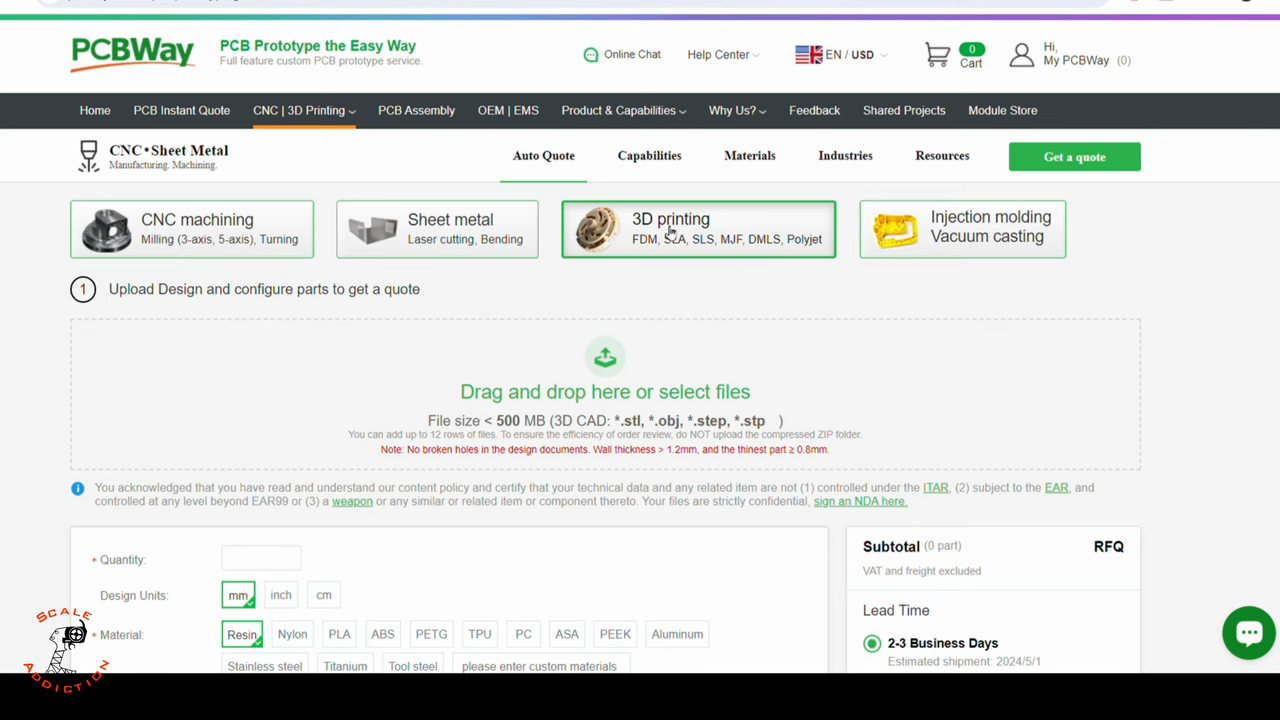 PCBWay
PCB Prototype the Easy Way
Full feature custom PCB prototype service.
Online Chat
Help Center
EN / USD
0
Cart
Hi,
My PCBWay (0)
Home
PCB Instant Quote
CNC | 3D Printing
PCB Assembly
OEM | EMS
Product & Capabilities
Why Us?
Feedback
Shared Projects
Module Store
CNC•Sheet Metal
Manufacturing. Machining.
Auto Quote
Capabilities
Materials
Industries
Resources
Get a quote
CNC machining
Milling (3-axis, 5-axis), Turning
Sheet metal
Laser cutting, Bending
3D printing
FDM, SLA, SLS, MJF, DMLS, Polyjet
Injection molding
Vacuum casting
1 Upload Design and configure parts to get a quote
Drag and drop here or select files
File size < 500 MB (3D CAD: *.stl, *.obj, *.step, *.stp )
You can add up to 12 rows of files. To ensure the efficiency of order review, do NOT upload the compressed ZIP folder.
Note: No broken holes in the design documents. Wall thickness > 1.2mm, and the thinest part ≥ 0.8mm.
You acknowledged that you have read and understand our content policy and certify that your technical data and any related item are not (1) controlled under the ITAR, (2) subject to the EAR, and
controlled at any level beyond EAR99 or (3) a weapon or any similar or related item or component thereto. Your files are strictly confidential, sign an NDA here.
* Quantity:
Design Units: mm inch cm
* Material: Resin Nylon PLA ABS PETG TPU PC ASA PEEK Aluminum
Stainless steel Titanium Tool steel please enter custom materials
Subtotal (0 part) RFQ
VAT and freight excluded
Lead Time
2-3 Business Days
Estimated shipment: 2024/5/1
SCALE
ADDICTION